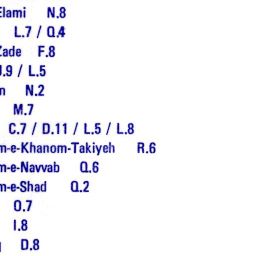 Elami N.8
L.7 / Q.4
Zade F.8
J.9 / L.5
n N.2
M.7
C.7 / D.11 / L.5 / L.8
m-e-Khanom-Takiyeh R.6
m-e-Navvab Q.6
m-e-Shad Q.2
O.7
I.8
D.8